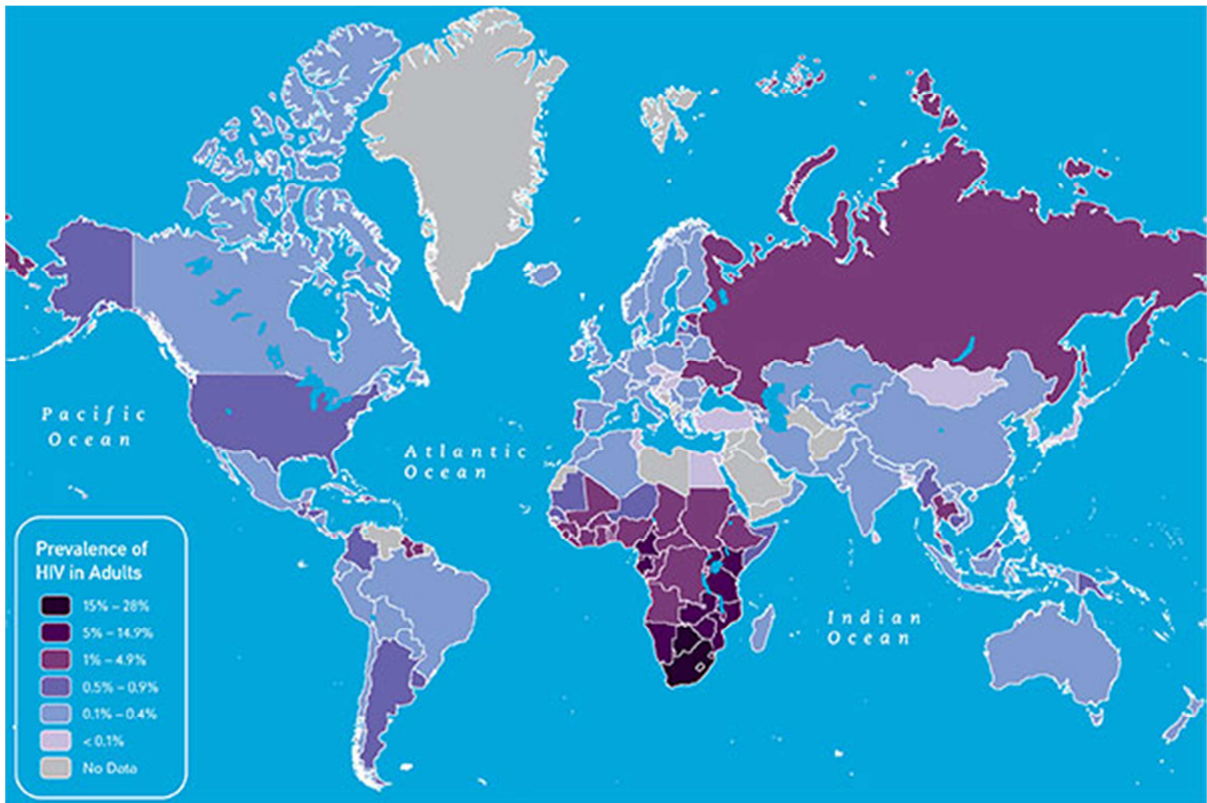 Pacific
Ocean
Atlantic
Ocean
Indian
Ocean
Prevalence of
HIV in Adults
15% – 28%
5% – 14.9%
1% – 4.9%
0.5% – 0.9%
0.1% – 0.4%
< 0.1%
No Data